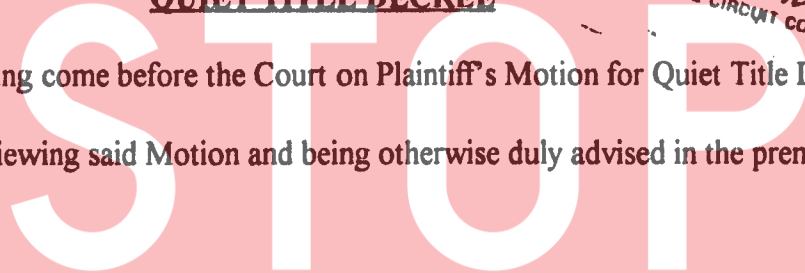 QUIET TITLE DECREE
CIRCUIT
ng come before the Court on Plaintiff's Motion for Quiet Title
iewing said Motion and being otherwise duly advised in the prem
STOP